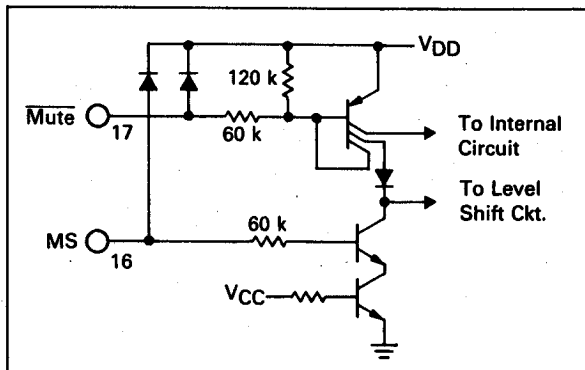 VDD
120 k
Mute
17
60 k
To Internal
Circuit
To Level
Shift Ckt.
MS
16
60 k
VCC